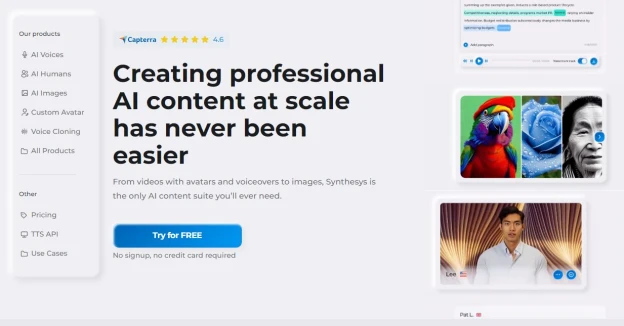 Our products
AI Voices
AI Humans
AI Images
Custom Avatar
Voice Cloning
All Products
Other
Pricing
TTS API
Use Cases
Capterra 4.6
Creating professional
AI content at scale
has never been
easier
From videos with avatars and voiceovers to images, Synthesys is
the only AI content suite you'll ever need.
Try for FREE
No signup, no credit card required
Add paragraph
Leo
Pat L.